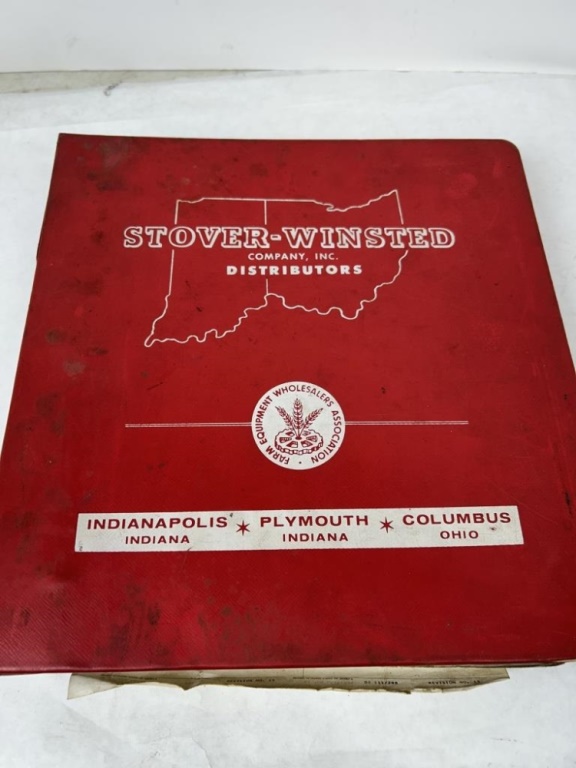 STOVER-WINSTED
COMPANY, INC.
DISTRIBUTORS
FARM EQUIPMENT WHOLESALERS ASSOCIATION •
INDIANAPOLIS ✶ PLYMOUTH ✶ COLUMBUS
INDIANA INDIANA OHIO